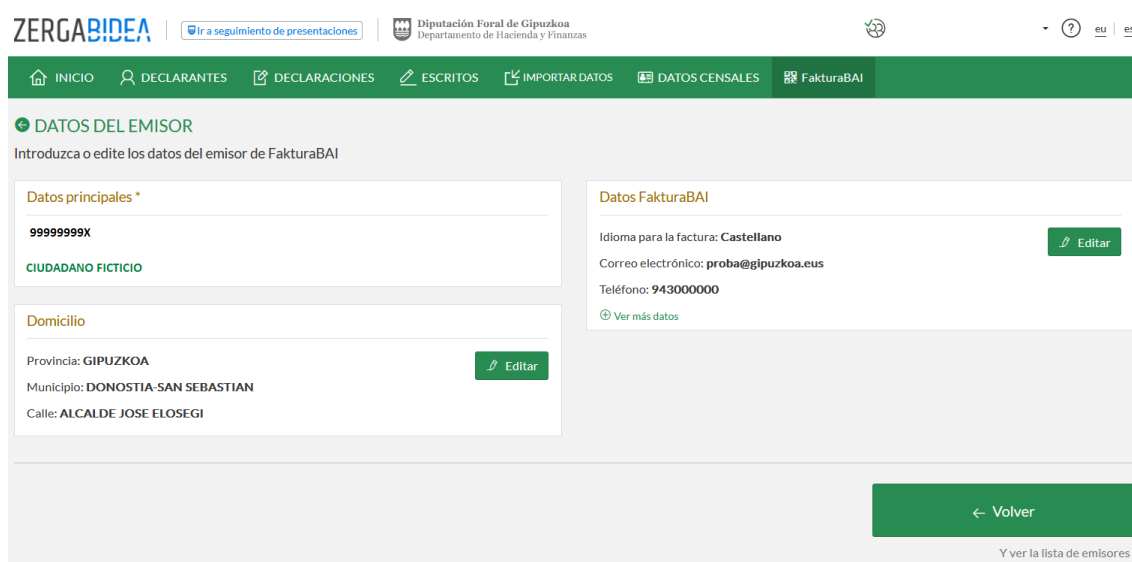 ZERGABIDEA
Ir a seguimiento de presentaciones
Diputación Foral de Gipuzkoa
Departamento de Hacienda y Finanzas
?
eu | es
INICIO
DECLARANTES
DECLARACIONES
ESCRITOS
IMPORTAR DATOS
DATOS CENSALES
FakturaBAI
DATOS DEL EMISOR
Introduzca o edite los datos del emisor de FakturaBAI
Datos principales *
99999999X
CIUDADANO FICTICIO
Domicilio
Provincia: GIPUZKOA
Editar
Municipio: DONOSTIA-SAN SEBASTIAN
Calle: ALCALDE JOSE ELOSEGI
Datos FakturaBAI
Idioma para la factura: Castellano
Editar
Correo electrónico: proba@gipuzkoa.eus
Teléfono: 943000000
Ver más datos
← Volver
Y ver la lista de emisores